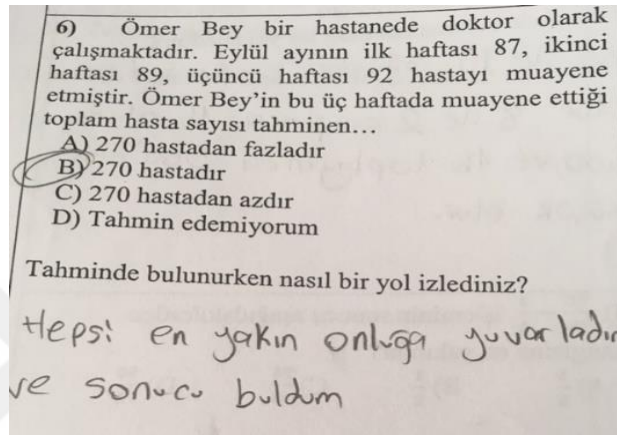 6) Ömer Bey bir hastanede doktor olarak
çalışmaktadır. Eylül ayının ilk haftası 87, ikinci
haftası 89, üçüncü haftası 92 hastayı muayene
etmiştir. Ömer Bey'in bu üç haftada muayene ettiği
toplam hasta sayısı tahminen...
A) 270 hastadan fazladır
B) 270 hastadır
C) 270 hastadan azdır
D) Tahmin edemiyorum
Tahminde bulunurken nasıl bir yol izlediniz?
Hepsi en yakın onluğa yuvarladı
ve sonucu buldum